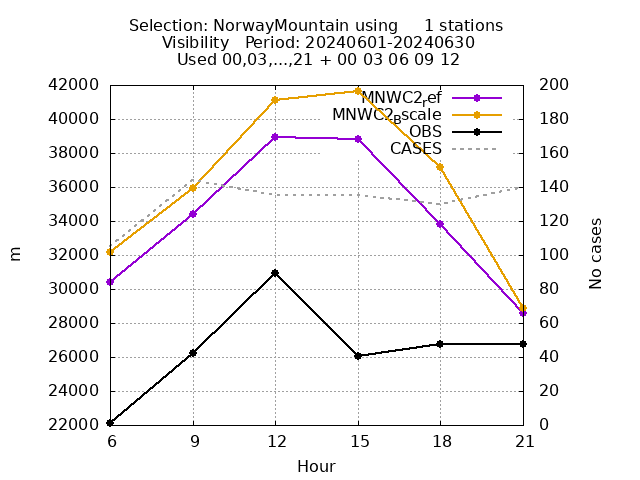 Selection: NorwayMountain using 1 stations
Visibility Period: 20240601-20240630
Used 00,03,...,21 + 00 03 06 09 12
42000
40000
38000
36000
34000
32000
30000
28000
26000
24000
22000
m
MNWC2ref
MNWC2Bscale
OBS
CASES
200
180
160
140
120
100
80
60
40
20
0
No cases
6 9 12 15 18 21
Hour